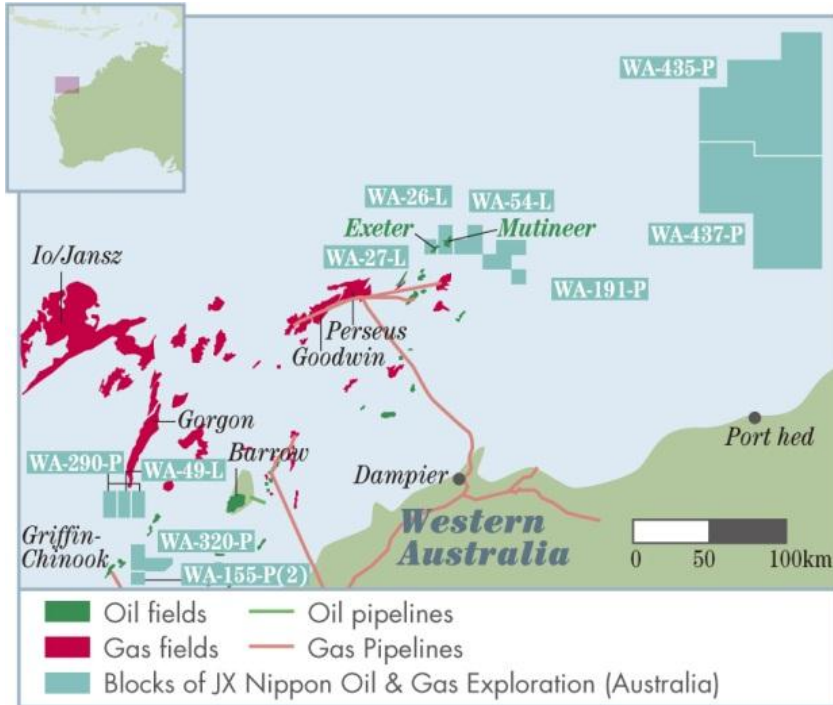 WA-435-P
WA-26-L
WA-54-L
Exeter
Mutineer
WA-437-P
WA-27-L
Io/Jansz
WA-191-P
Perseus
Goodwin
Gorgon
Port hed
Barrow
WA-290-P
WA-49-L
Dampier
Western
Australia
Griffin-
Chinook
WA-320-P
WA-155-P(2)
0 50 100km
Oil fields
Oil pipelines
Gas fields
Gas Pipelines
Blocks of JX Nippon Oil & Gas Exploration (Australia)